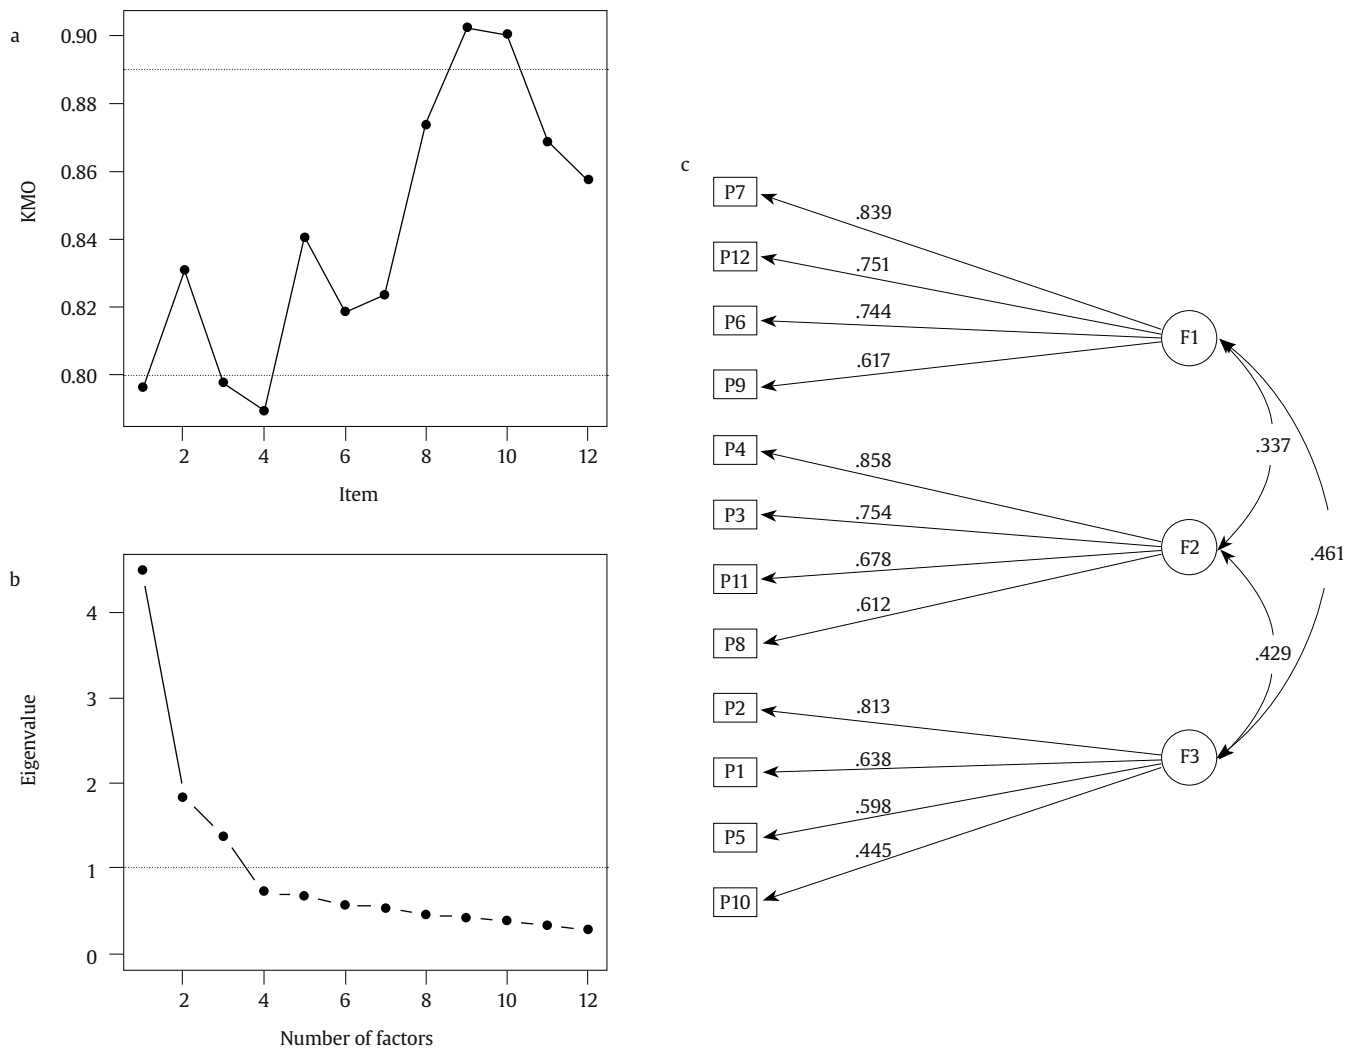 a
0.90
0.88
0.86
0.84
0.82
0.80
KMO
2 4 6 8 10 12
Item
b
4
3
2
1
0
Eigenvalue
2 4 6 8 10 12
Number of factors
c
P7
P12
P6
P9
P4
P3
P11
P8
P2
P1
P5
P10
.839
.751
.744
.617
.858
.754
.678
.612
.813
.638
.598
.445
F1
F2
F3
.337
.461
.429